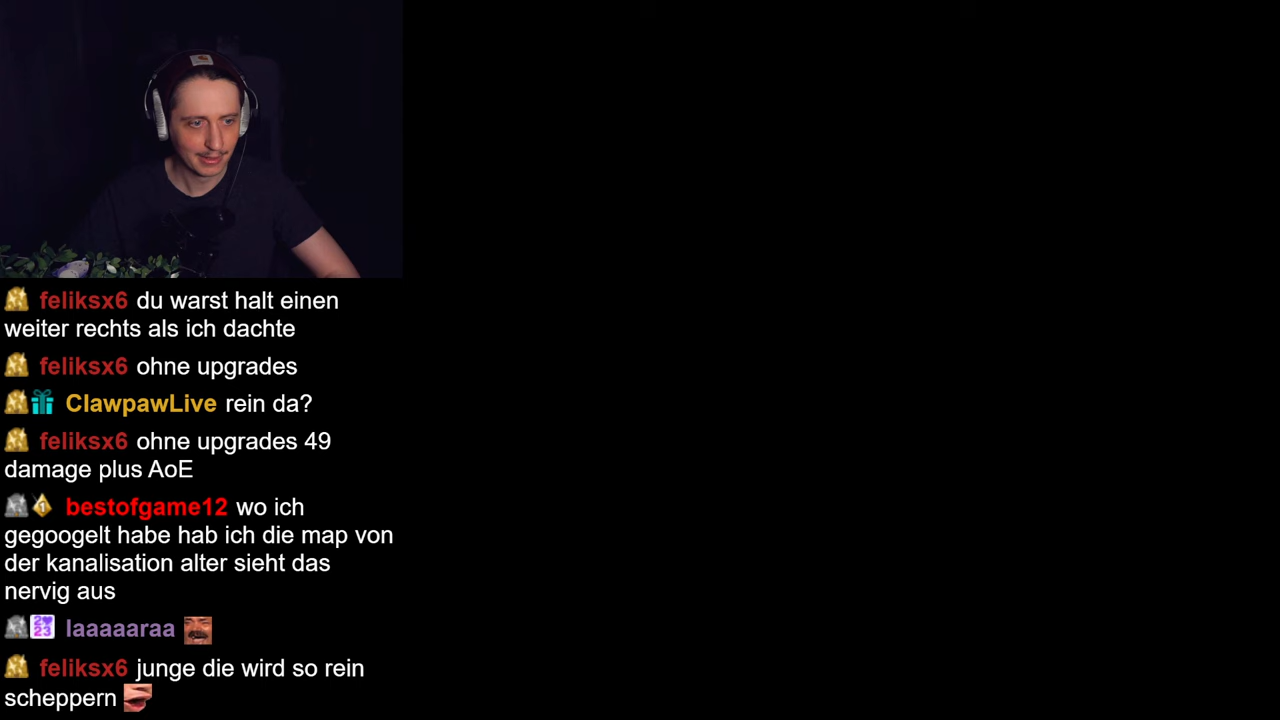 feliksx6 du warst halt einen
weiter rechts als ich dachte
feliksx6 ohne upgrades
ClawpawLive rein da?
feliksx6 ohne upgrades 49
damage plus AoE
bestofgame12 wo ich
gegoogelt habe hab ich die map von
der kanalisation alter sieht das
nervig aus
laaaaaraa
feliksx6 junge die wird so rein
scheppern